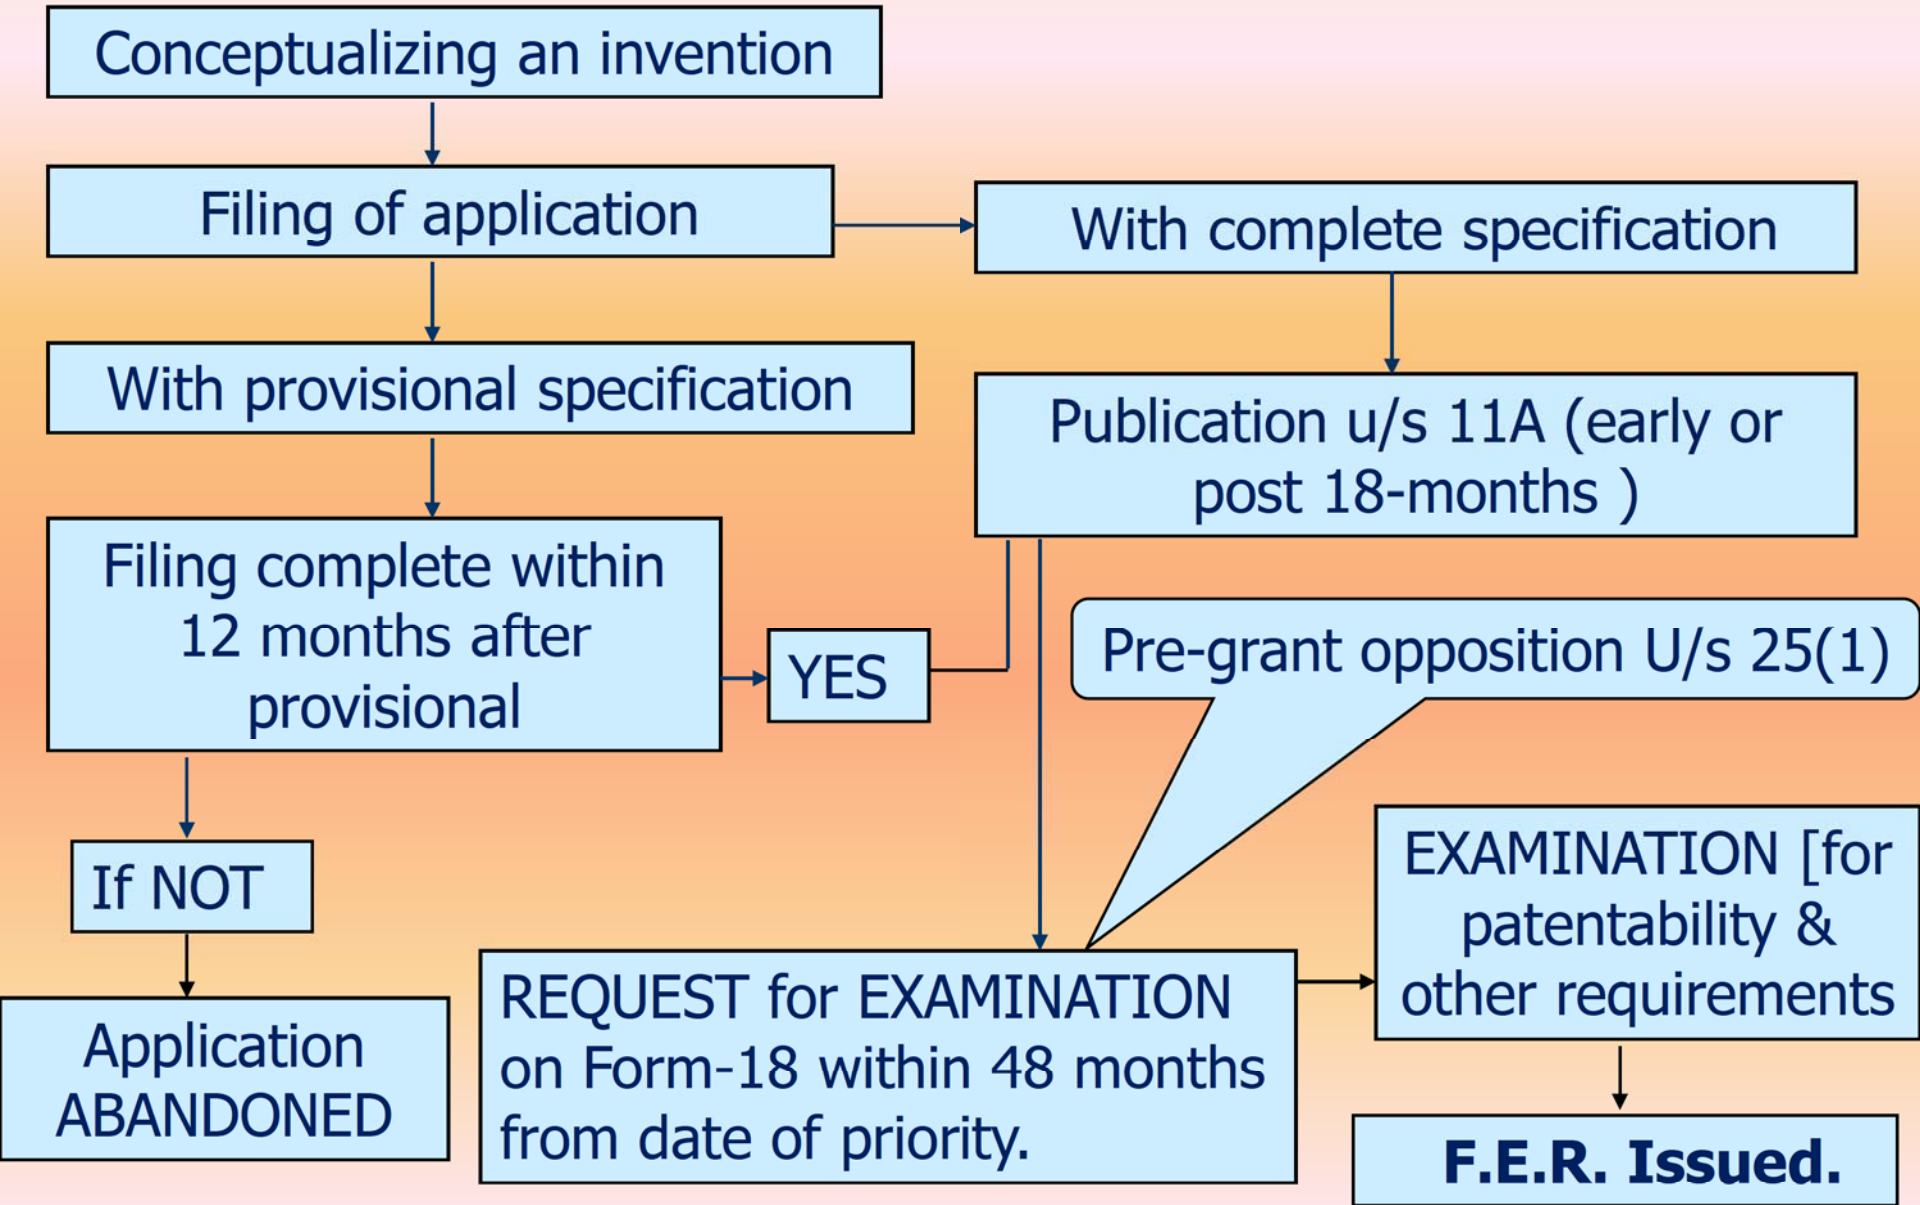 Conceptualizing an invention
Filing of application
With complete specification
With provisional specification
Publication u/s 11A (early or
post 18-months )
Filing complete within
12 months after
provisional
YES
Pre-grant opposition U/s 25(1)
If NOT
EXAMINATION [for
patentability &
other requirements
Application
ABANDONED
REQUEST for EXAMINATION
on Form-18 within 48 months
from date of priority.
F.E.R. Issued.